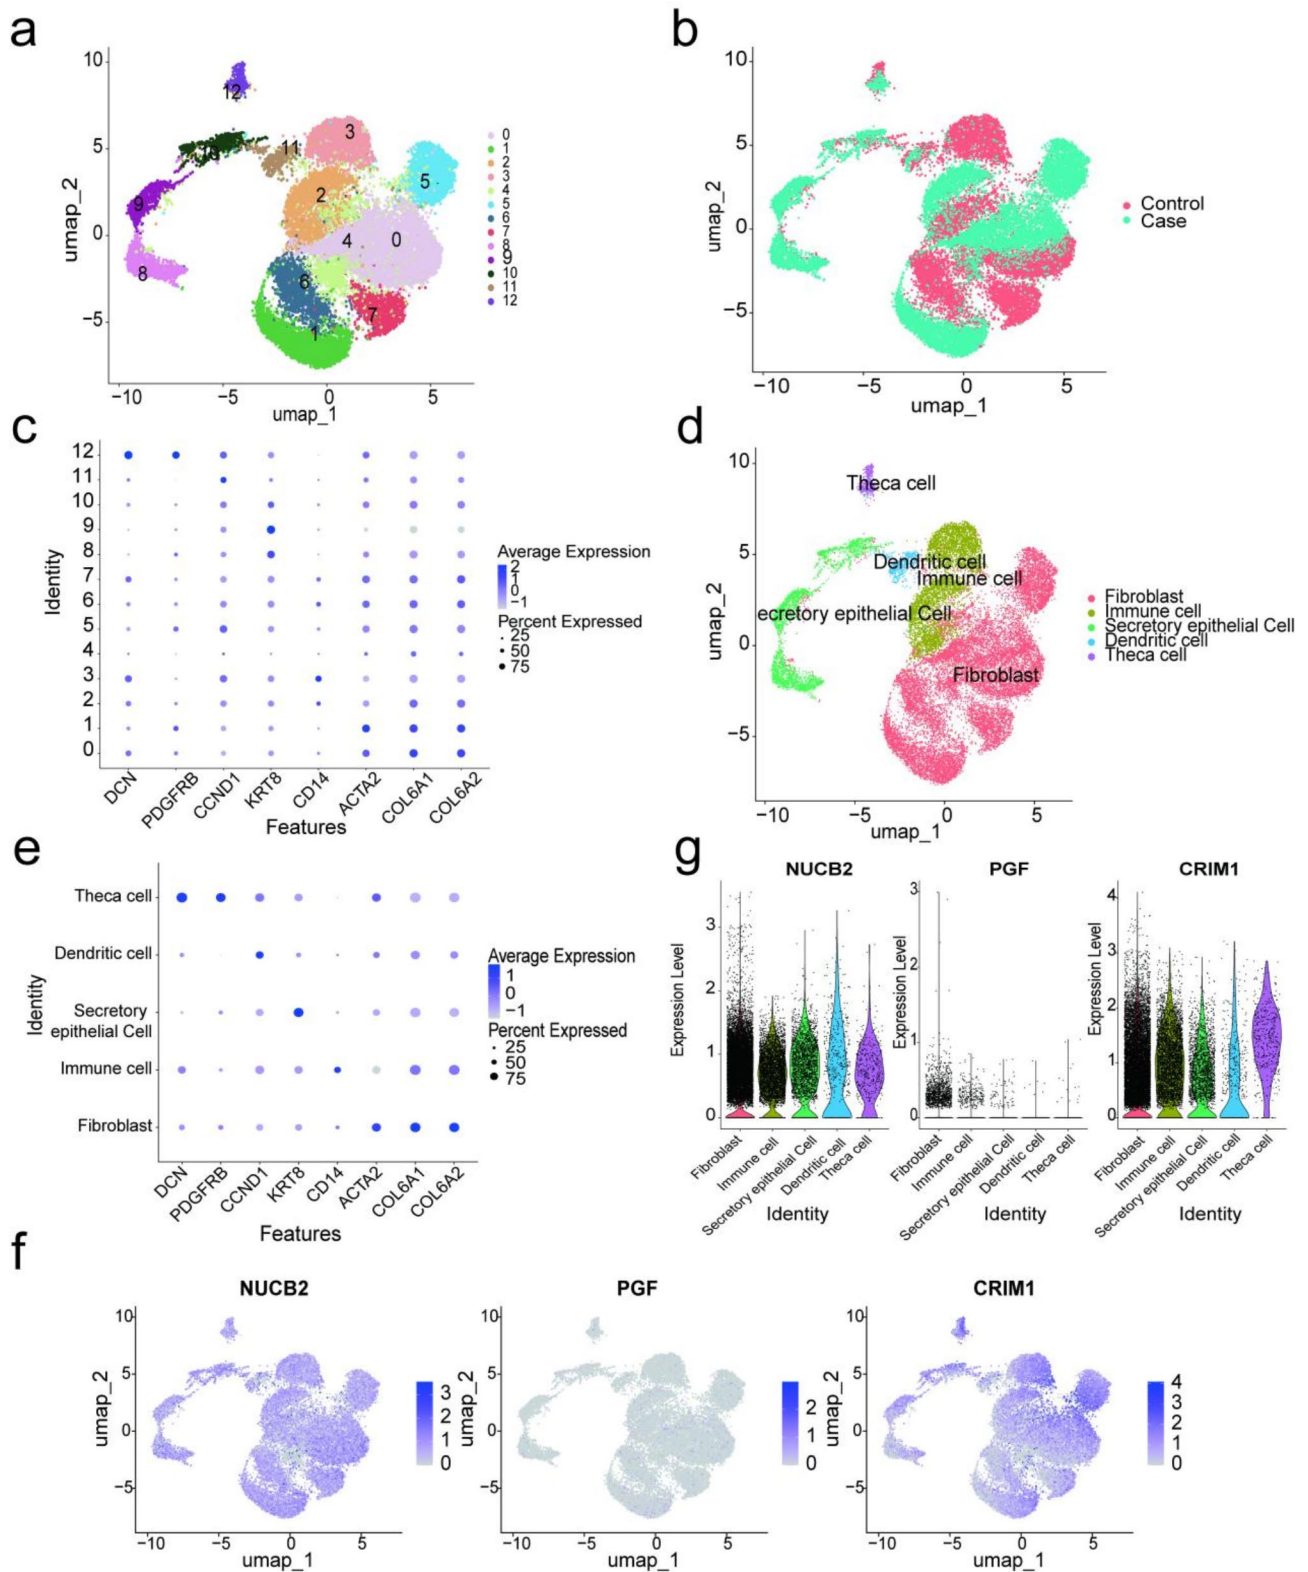 a
10
5
0
−5
umap_2
−10
−5
0
5
umap_1
12
3
11
10
5
2
9
4
0
8
6
7
1
0
1
2
3
4
5
6
7
8
9
10
11
12
b
10
5
0
−5
umap_2
−10
−5
0
5
umap_1
Control
Case
c
12
11
10
9
8
7
6
5
4
3
2
1
0
Identity
DCN
PDGFRB
CCND1
KRT8
CD14
ACTA2
COL6A1
COL6A2
Features
Average Expression
2
1
0
−1
Percent Expressed
25
50
75
d
10
5
0
−5
umap_2
−10
−5
0
5
umap_1
Theca cell
Dendritic cell
Immune cell
ecretory epithelial Cell
Fibroblast
Fibroblast
Immune cell
Secretory epithelial Cell
Dendritic cell
Theca cell
e
Theca cell
Dendritic cell
Secretory
epithelial Cell
Immune cell
Fibroblast
Identity
DCN
PDGFRB
CCND1
KRT8
CD14
ACTA2
COL6A1
COL6A2
Features
Average Expression
1
0
−1
Percent Expressed
25
50
75
g
NUCB2
Expression Level
3
2
1
0
Fibroblast
Immune cell
Secretory epithelial Cell
Dendritic cell
Theca cell
Identity
PGF
Expression Level
3
2
1
0
Fibroblast
Immune cell
Secretory epithelial Cell
Dendritic cell
Theca cell
Identity
CRIM1
Expression Level
4
3
2
1
0
Fibroblast
Immune cell
Secretory epithelial Cell
Dendritic cell
Theca cell
Identity
f
NUCB2
10
5
0
−5
umap_2
−10
−5
0
5
umap_1
3
2
1
0
PGF
10
5
0
−5
umap_2
−10
−5
0
5
umap_1
2
1
0
CRIM1
10
5
0
−5
umap_2
−10
−5
0
5
umap_1
4
3
2
1
0